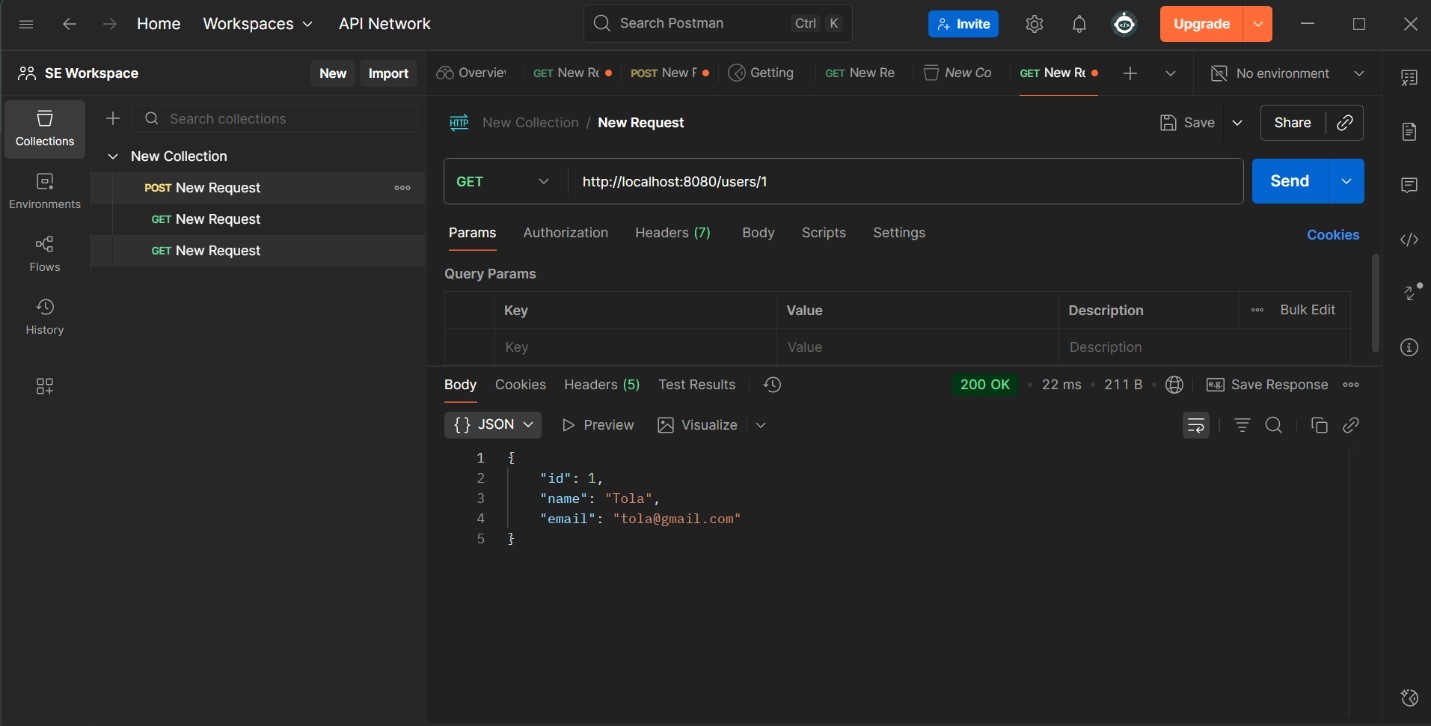 Home Workspaces API Network Search Postman Ctrl K Invite Upgrade
SE Workspace New Import
Overvie GET New Re POST New F Getting GET New Re New Co GET New Re No environment
Search collections
Collections
Environments
Flows
History
New Collection
POST New Request
GET New Request
GET New Request
HTTP New Collection / New Request Save Share
GET http://localhost:8080/users/1 Send
Params Authorization Headers (7) Body Scripts Settings Cookies
Query Params
Key Value Description Bulk Edit
Key Value Description
Body Cookies Headers (5) Test Results 200 OK • 22 ms • 211 B • e.g. Save Response
{} JSON Preview Visualize
1 {
2 "id": 1,
3 "name": "Tola",
4 "email": "tola@gmail.com"
5 }